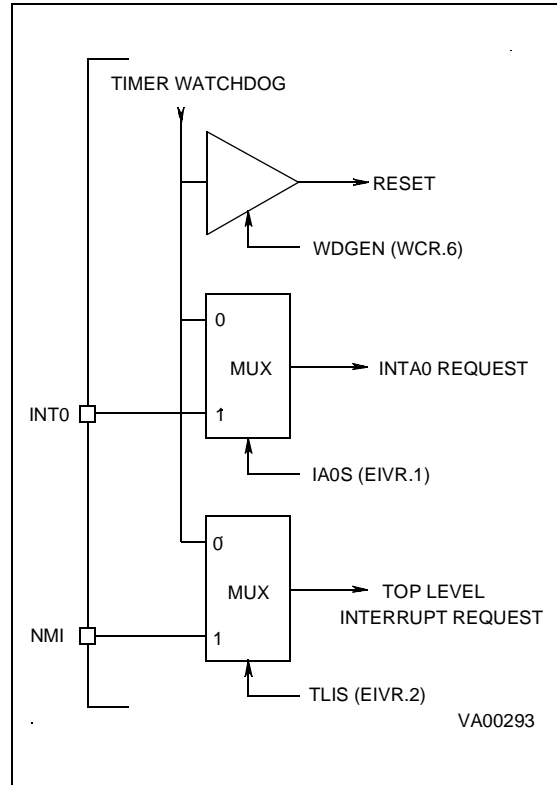 TIMER WATCHDOG
RESET
WDGEN (WCR.6)
0
MUX
INTA0 REQUEST
INT0
1
IA0S (EIVR.1)
0
MUX
TOP LEVEL
INTERRUPT REQUEST
NMI
1
TLIS (EIVR.2)
VA00293